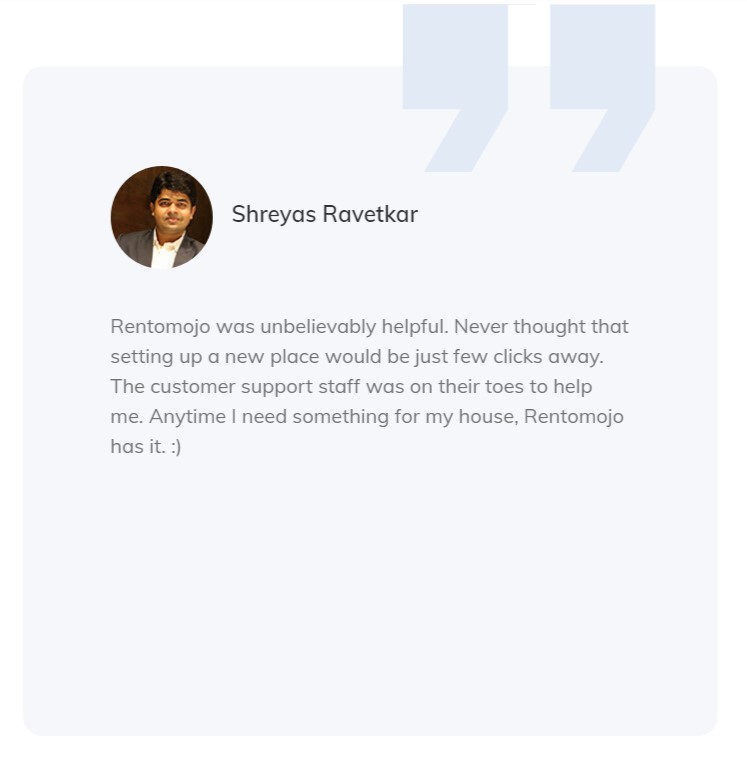 Shreyas Ravetkar
Rentomojo was unbelievably helpful. Never thought that
setting up a new place would be just few clicks away.
The customer support staff was on their toes to help
me. Anytime I need something for my house, Rentomojo
has it. :)